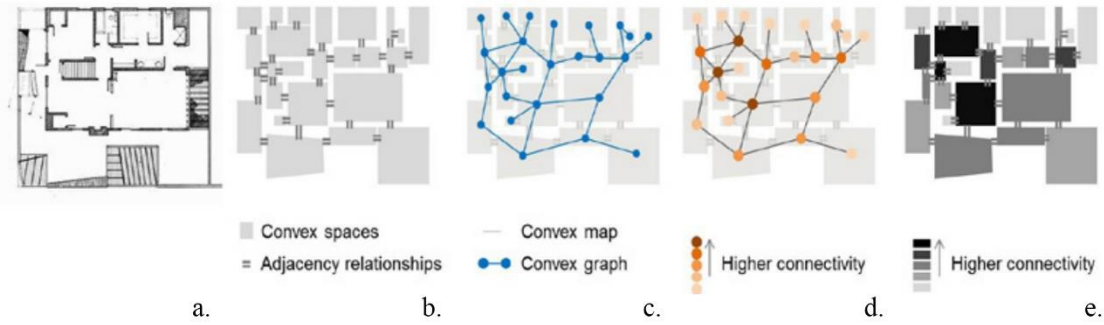 Convex spaces
= Adjacency relationships
Convex map
Convex graph
Higher connectivity
Higher connectivity
a.
b.
c.
d.
e.